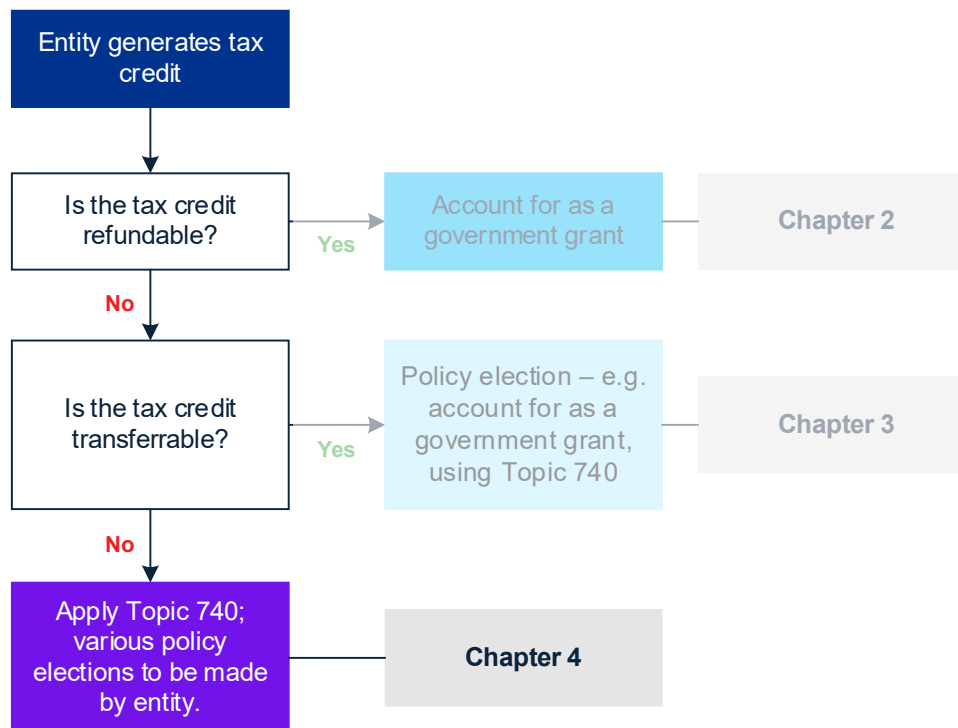 Entity generates tax
credit
Is the tax credit
refundable?
Yes
Account for as a
government grant
Chapter 2
No
Is the tax credit
transferrable?
Yes
Policy election – e.g.
account for as a
government grant,
using Topic 740
Chapter 3
No
Apply Topic 740;
various policy
elections to be made
by entity.
Chapter 4